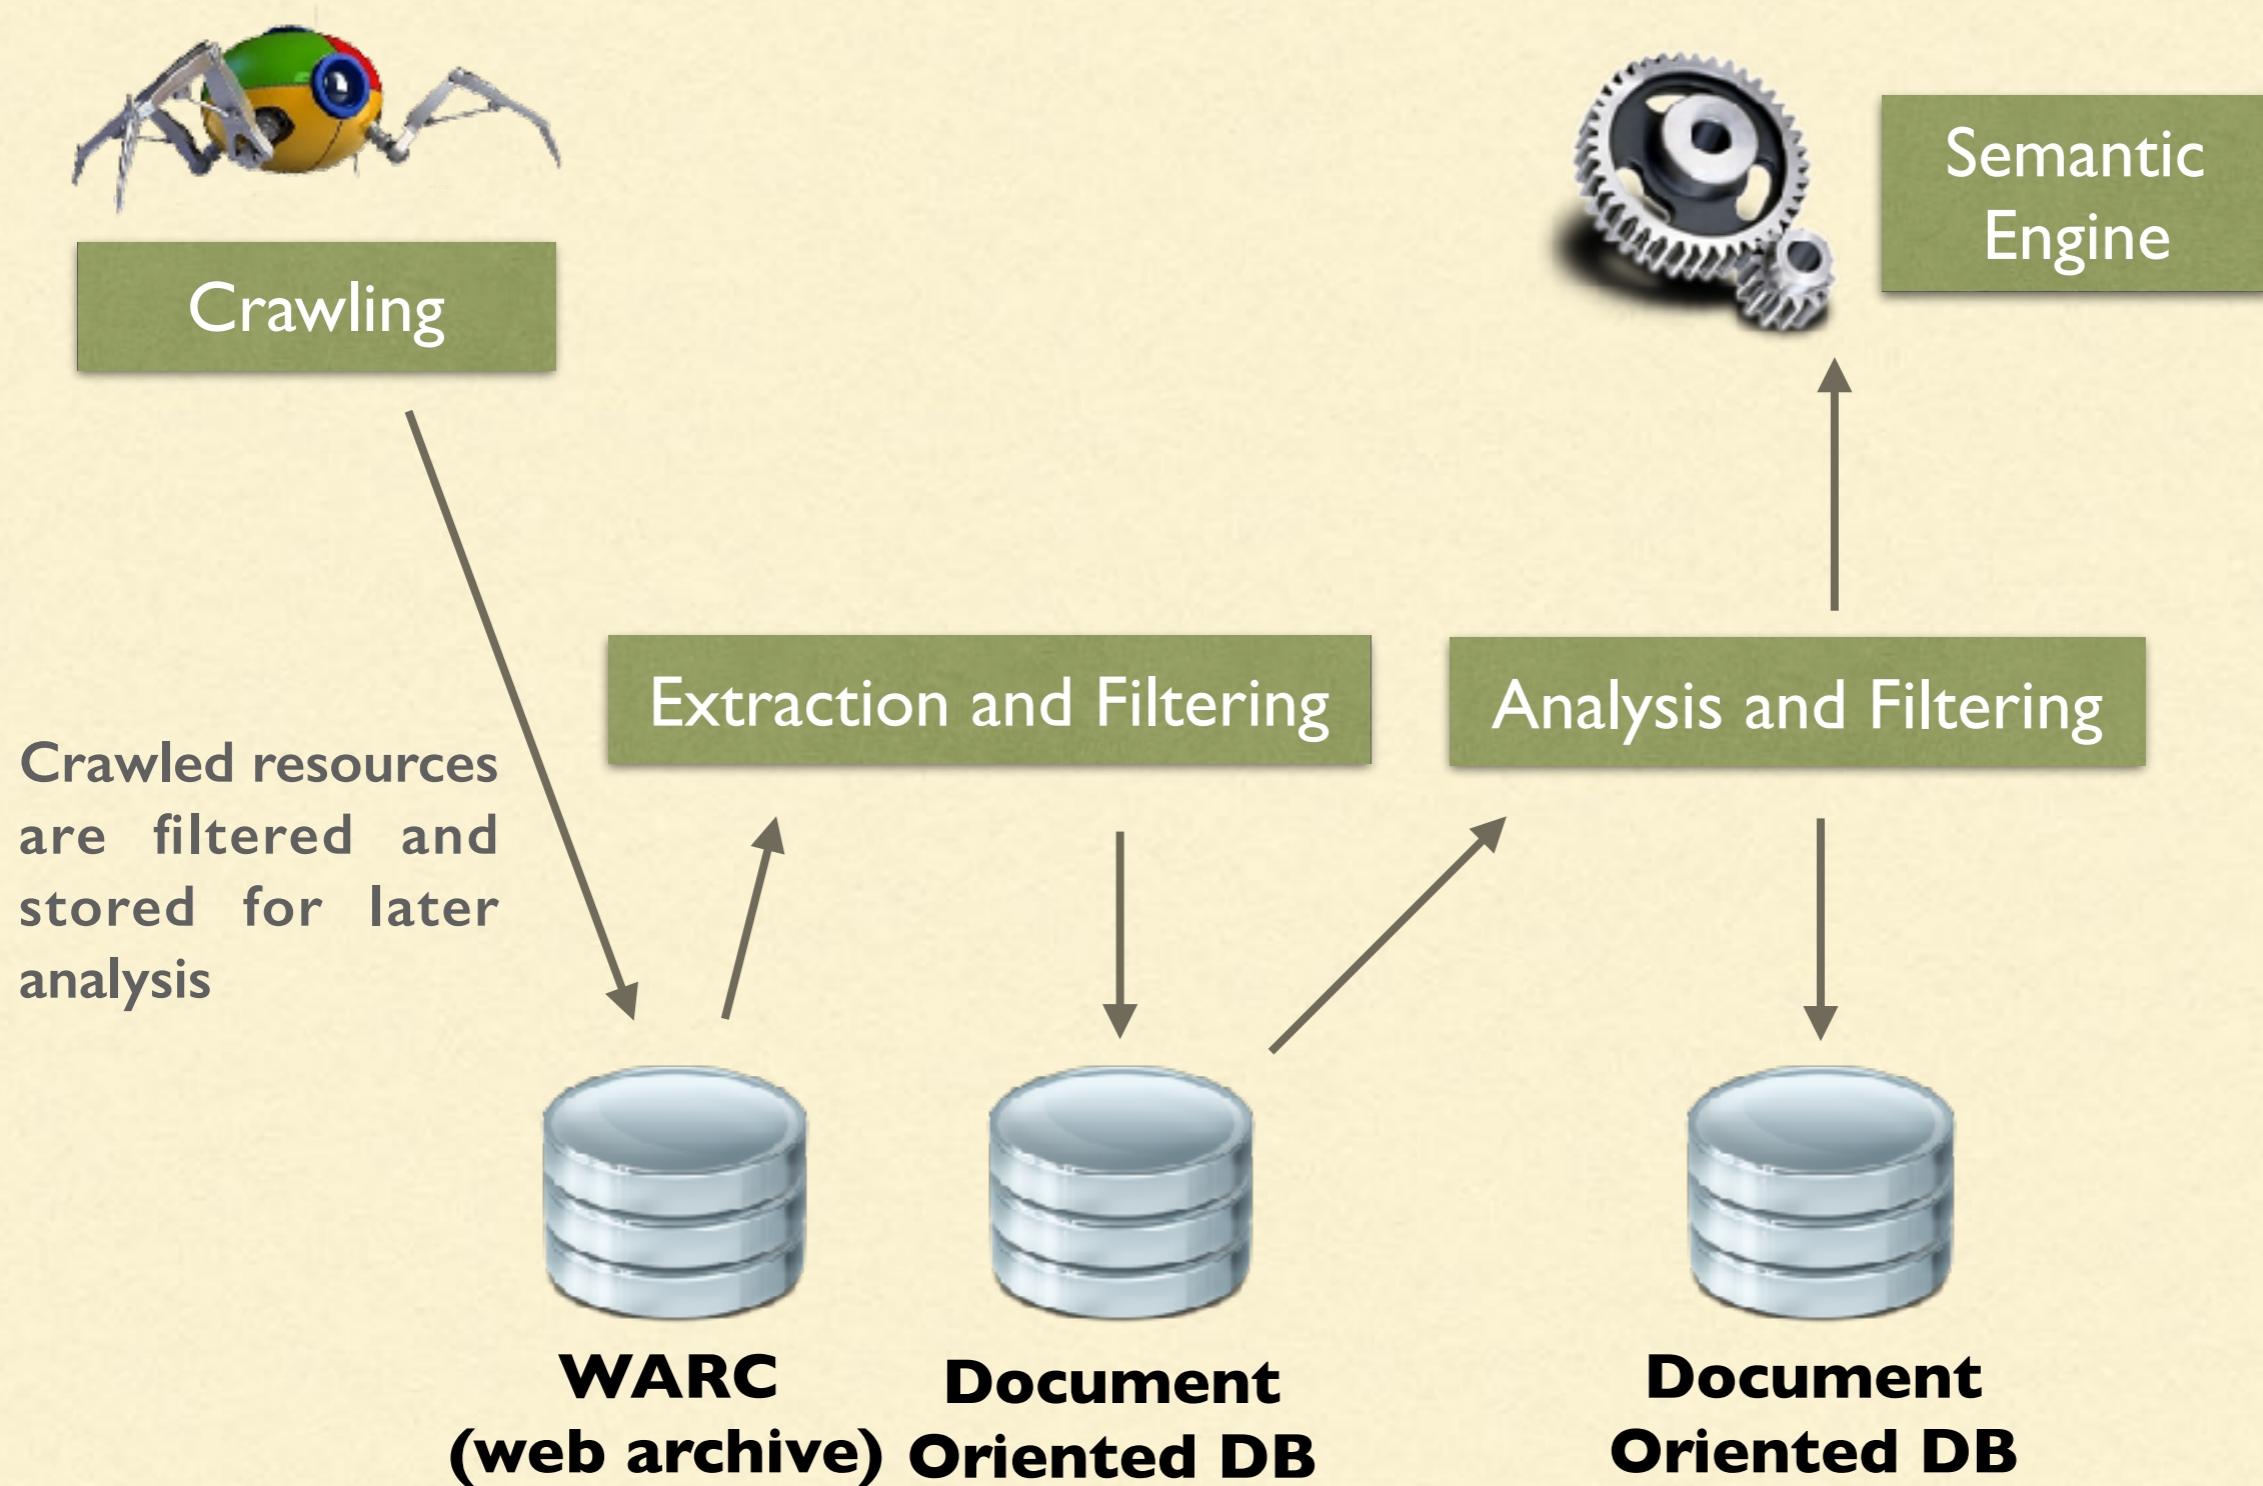 Crawling
Semantic
Engine
Extraction and Filtering
Analysis and Filtering
Crawled resources
are filtered and
stored for later
analysis
WARC
(web archive)
Document
Oriented DB
Document
Oriented DB